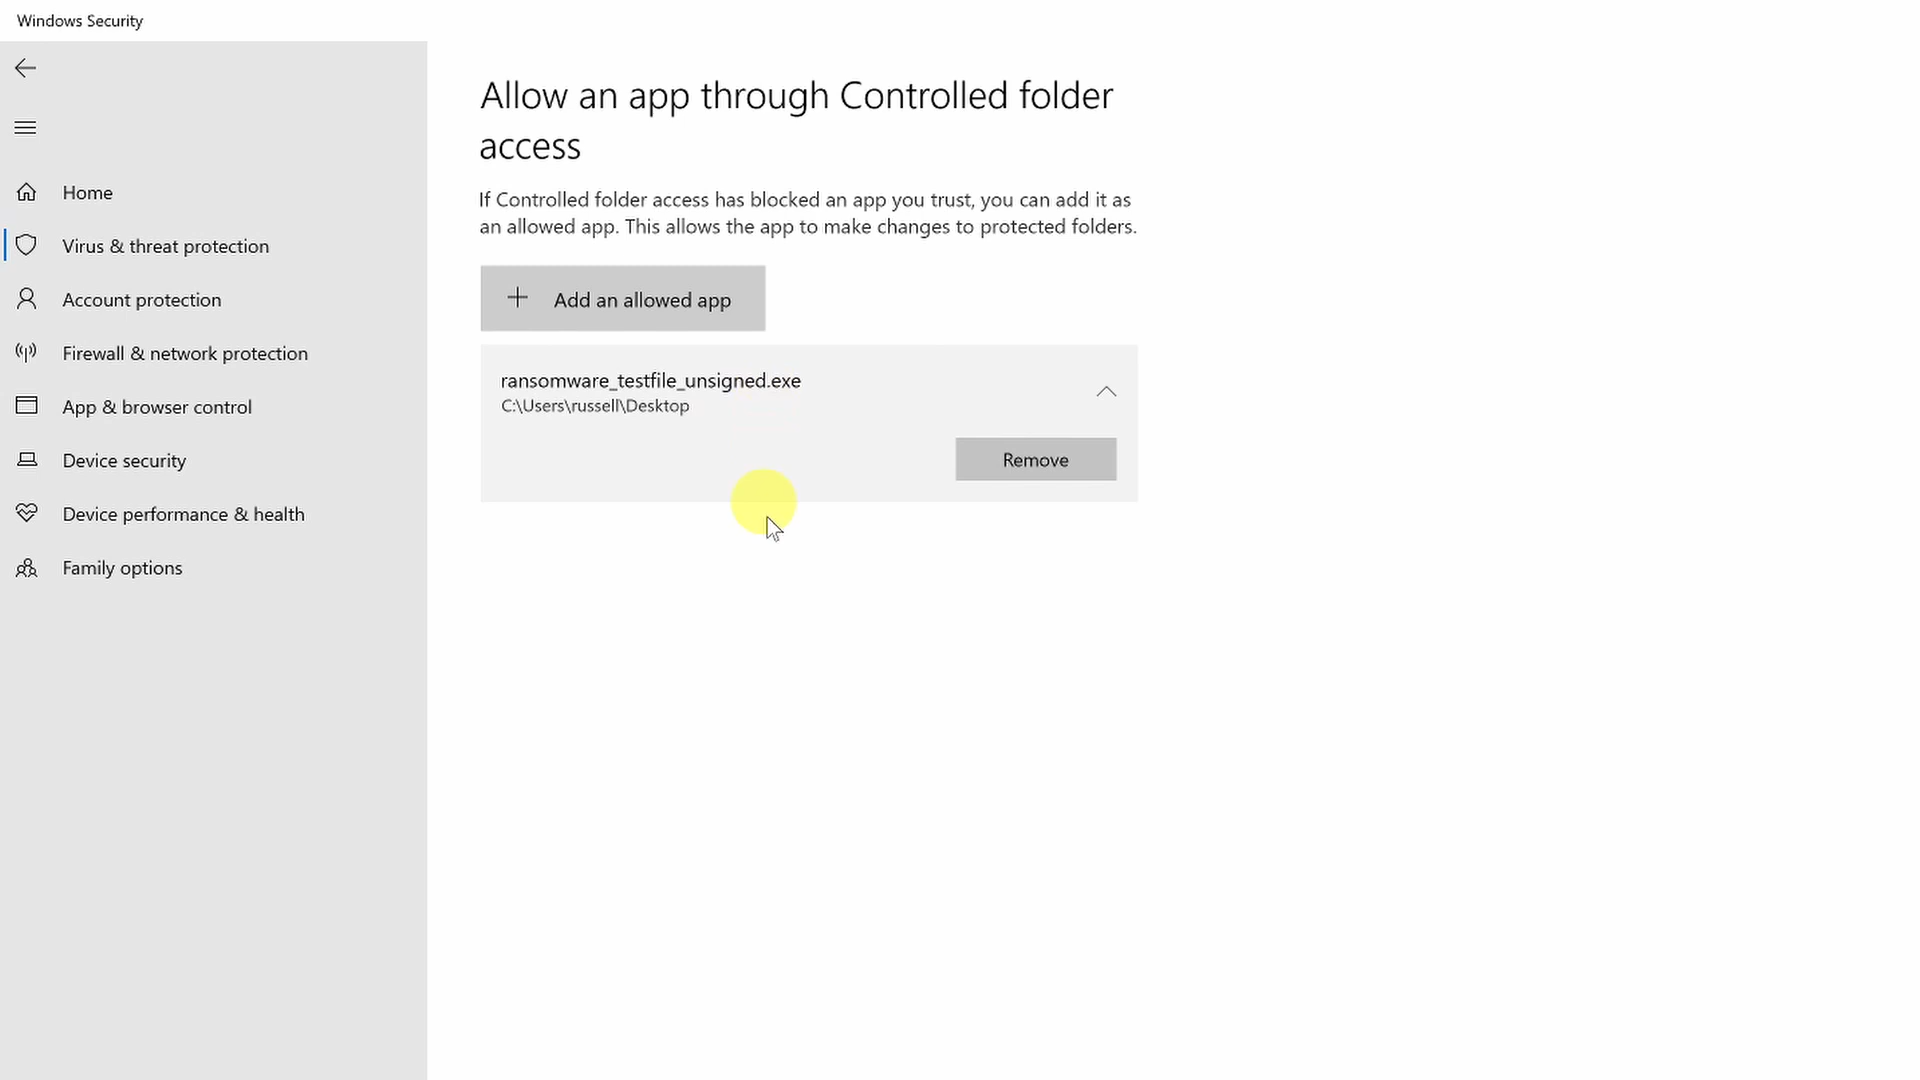 Windows Security
Home
Virus & threat protection
Account protection
Firewall & network protection
App & browser control
Device security
Device performance & health
Family options
Allow an app through Controlled folder
access
If Controlled folder access has blocked an app you trust, you can add it as
an allowed app. This allows the app to make changes to protected folders.
Add an allowed app
ransomware_testfile_unsigned.exe
C:\Users\russell\Desktop
Remove